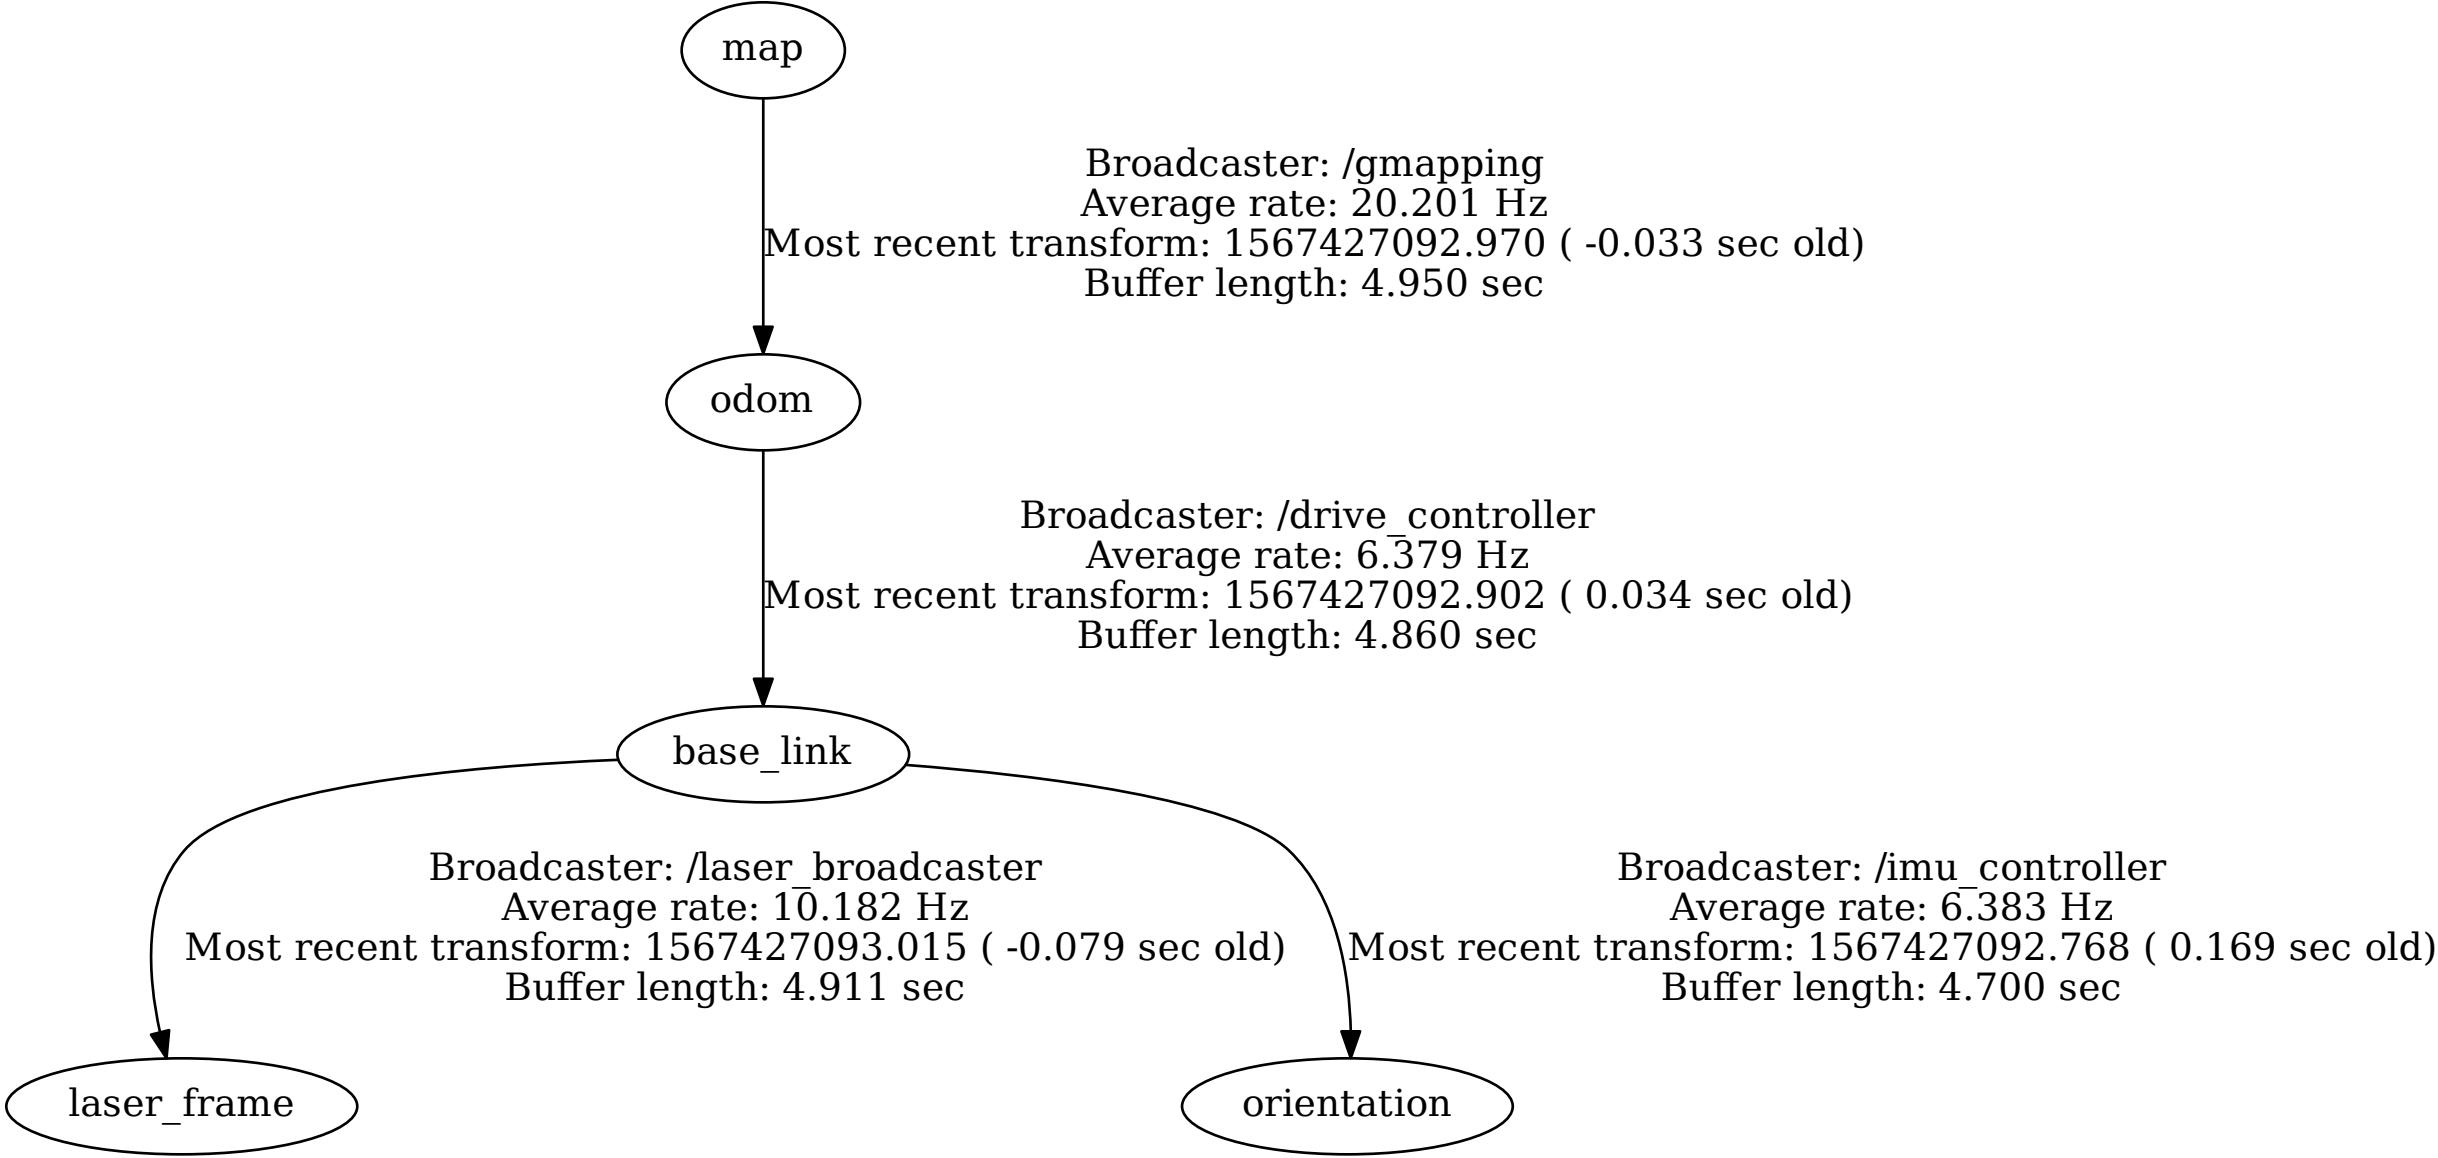 map
Broadcaster: /gmapping
Average rate: 20.201 Hz
Most recent transform: 1567427092.970 ( -0.033 sec old)
Buffer length: 4.950 sec
odom
Broadcaster: /drive_controller
Average rate: 6.379 Hz
Most recent transform: 1567427092.902 ( 0.034 sec old)
Buffer length: 4.860 sec
base_link
Broadcaster: /laser_broadcaster
Average rate: 10.182 Hz
Most recent transform: 1567427093.015 ( -0.079 sec old)
Buffer length: 4.911 sec
Broadcaster: /imu_controller
Average rate: 6.383 Hz
Most recent transform: 1567427092.768 ( 0.169 sec old)
Buffer length: 4.700 sec
laser_frame
orientation